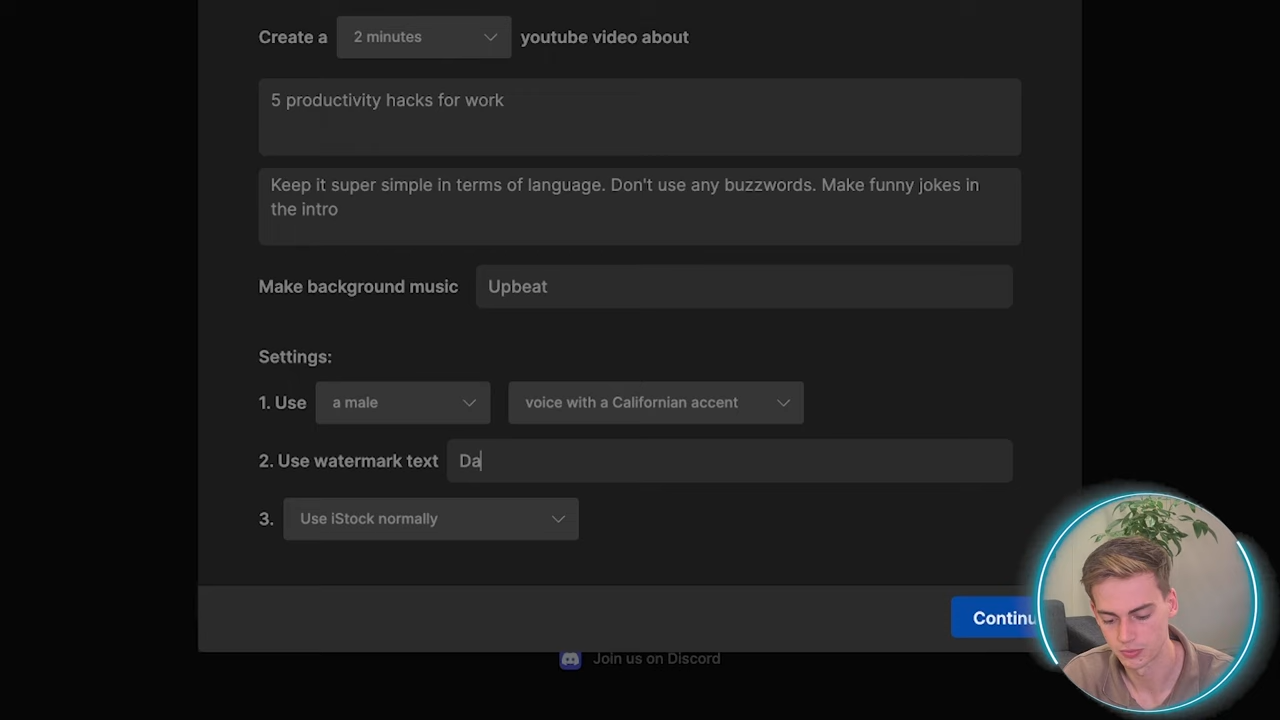 Create a 2 minutes youtube video about
5 productivity hacks for work
Keep it super simple in terms of language. Don't use any buzzwords. Make funny jokes in
the intro
Make background music Upbeat
Settings:
1. Use a male voice with a Californian accent
2. Use watermark text Da
3. Use iStock normally
Continu
Join us on Discord